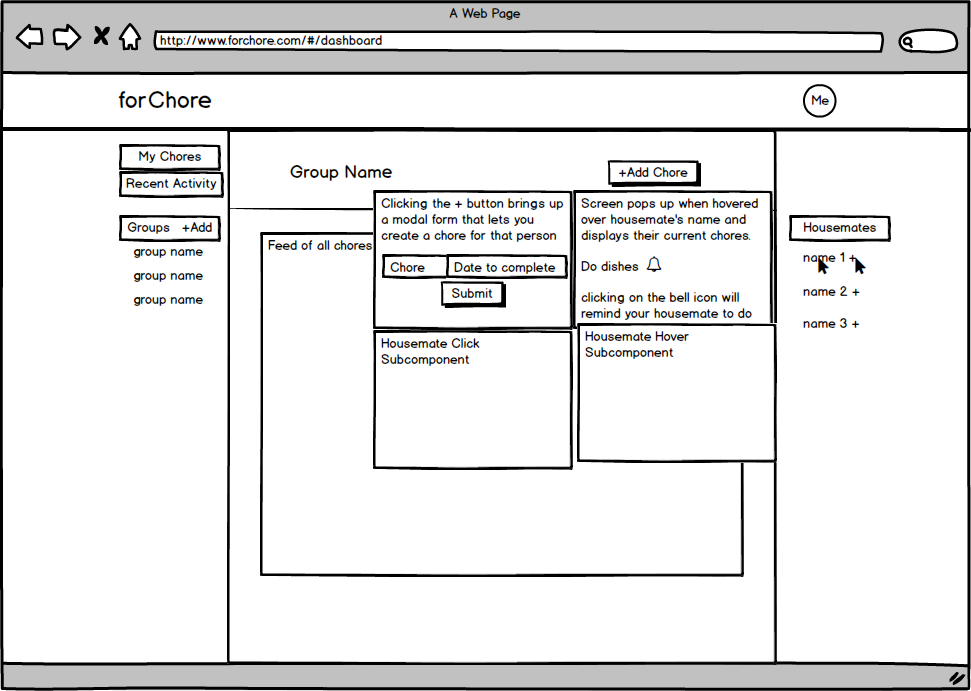 A Web Page
http://www.forchore.com/#/dashboard
forChore
Me
My Chores
Recent Activity
Groups +Add
group name
group name
group name
Group Name
+Add Chore
Feed of all chores
Clicking the + button brings up
a modal form that lets you
create a chore for that person
Chore
Date to complete
Submit
Housemate Click
Subcomponent
Screen pops up when hovered
over housemate's name and
displays their current chores.
Do dishes
clicking on the bell icon will
remind your housemate to do
Housemate Hover
Subcomponent
Housemates
name 1 +
name 2 +
name 3 +